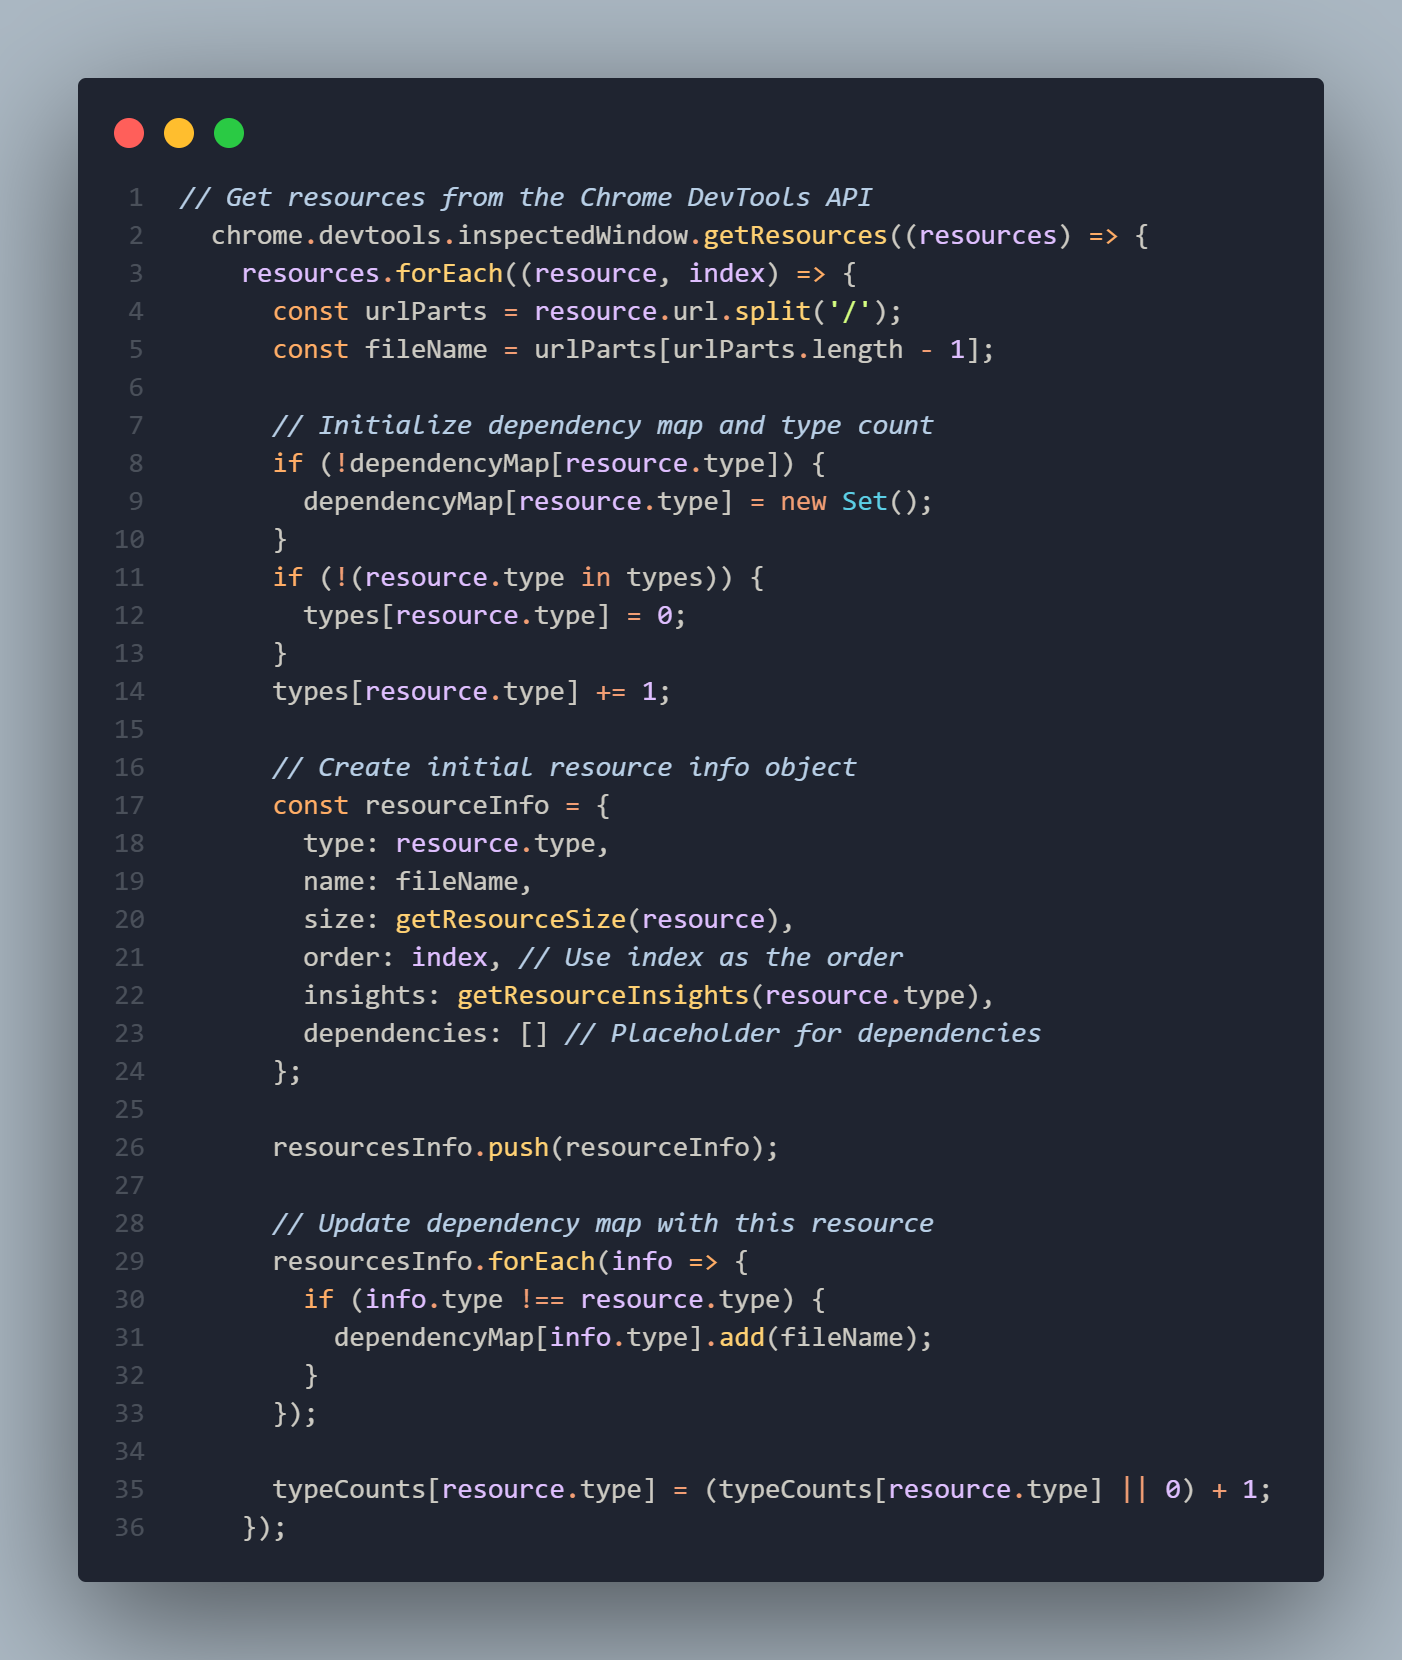 1 // Get resources from the Chrome DevTools API
2   chrome.devtools.inspectedWindow.getResources((resources) => {
3     resources.forEach((resource, index) => {
4       const urlParts = resource.url.split('/');
5       const fileName = urlParts[urlParts.length - 1];
6
7       // Initialize dependency map and type count
8       if (!dependencyMap[resource.type]) {
9         dependencyMap[resource.type] = new Set();
10       }
11       if (!(resource.type in types)) {
12         types[resource.type] = 0;
13       }
14       types[resource.type] += 1;
15
16       // Create initial resource info object
17       const resourceInfo = {
18         type: resource.type,
19         name: fileName,
20         size: getResourceSize(resource),
21         order: index, // Use index as the order
22         insights: getResourceInsights(resource.type),
23         dependencies: [] // Placeholder for dependencies
24       };
25
26       resourcesInfo.push(resourceInfo);
27
28       // Update dependency map with this resource
29       resourcesInfo.forEach(info => {
30         if (info.type !== resource.type) {
31           dependencyMap[info.type].add(fileName);
32         }
33       });
34
35       typeCounts[resource.type] = (typeCounts[resource.type] || 0) + 1;
36     });